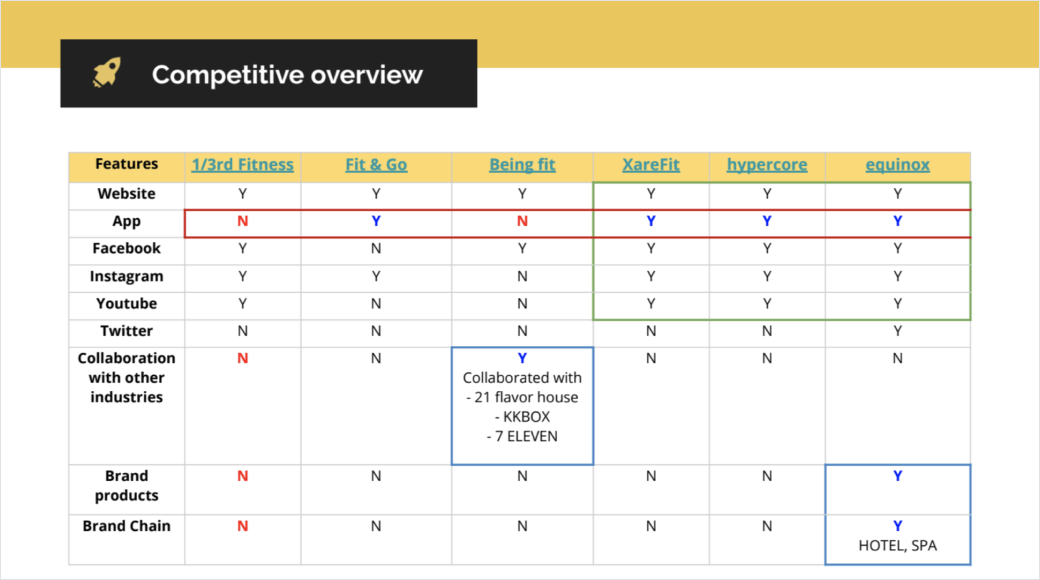 Competitive overview
Features 1/3rd Fitness Fit & Go Being fit XareFit hypercore equinox
Website Y Y Y Y Y Y
App N Y N Y Y Y
Facebook Y N Y Y Y Y
Instagram Y Y N Y Y Y
Youtube Y N N Y Y Y
Twitter N N N N N Y
Collaboration N N Y N N N
with other Collaborated with
industries - 21 flavor house
- KKBOX
- 7 ELEVEN
Brand N N N N N Y
products
Brand Chain N N N N N Y
HOTEL, SPA